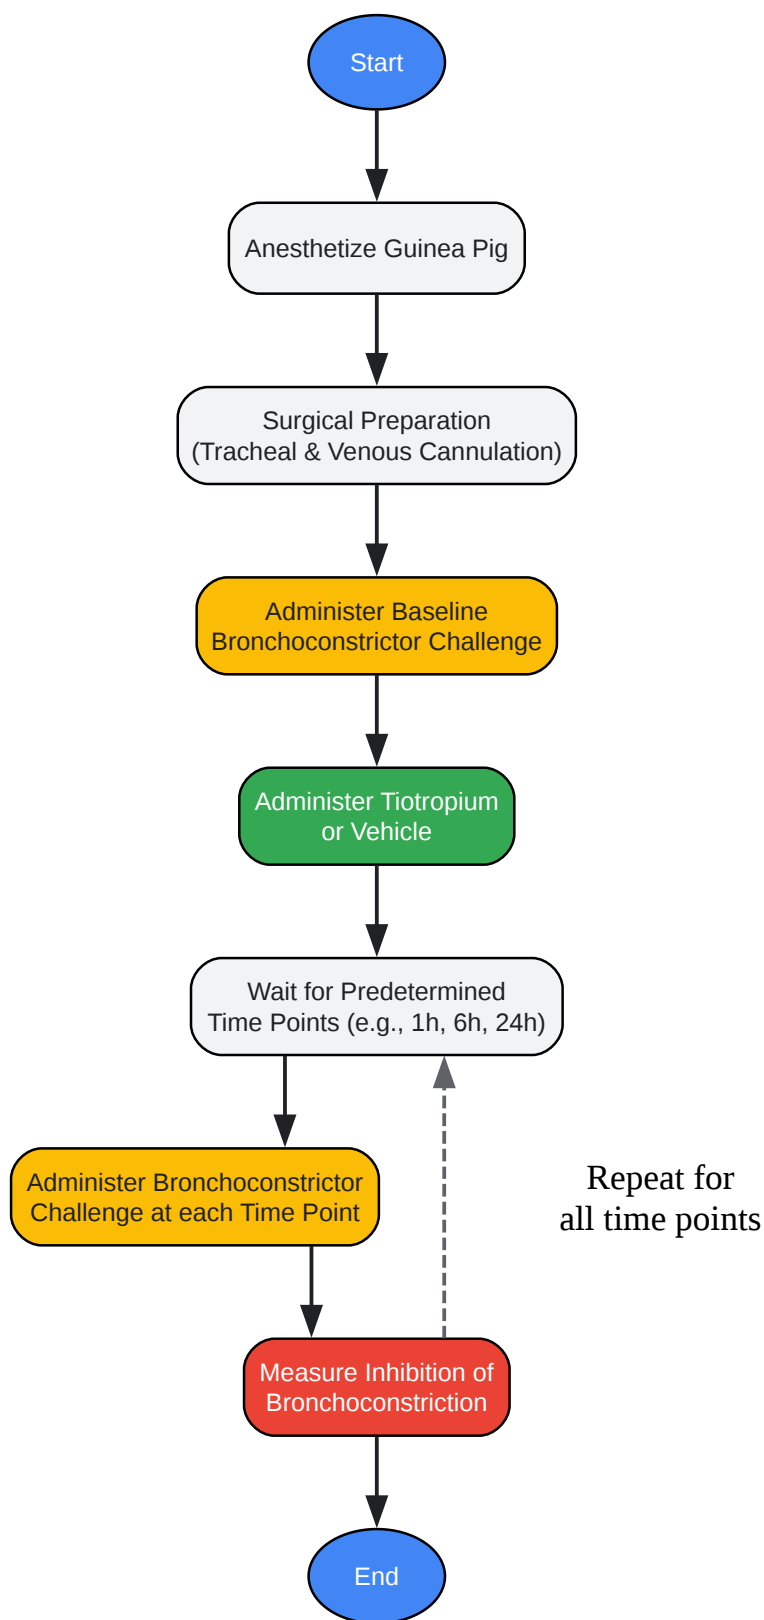 Start
Anesthetize Guinea Pig
Surgical Preparation
(Tracheal & Venous Cannulation)
Administer Baseline
Bronchoconstrictor Challenge
Administer Tiotropium
or Vehicle
Wait for Predetermined
Time Points (e.g., 1h, 6h, 24h)
Administer Bronchoconstrictor
Challenge at each Time Point
Repeat for
all time points
Measure Inhibition of
Bronchoconstriction
End